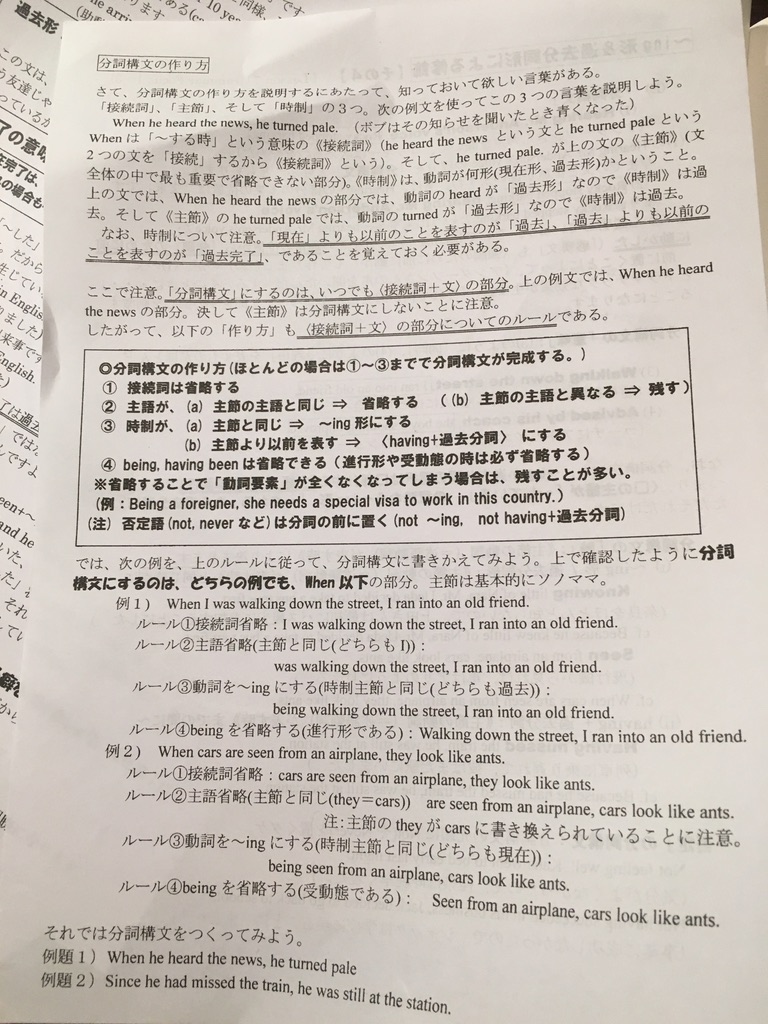 分詞構文の作り方
さて、分詞構文の作り方を説明するにあたって、知っておいて欲しい言葉がある。
「接続詞」、「主節」、そして「時制」の３つ。次の例文を使ってこの３つの言葉を説明しよう。
When he heard the news, he turned pale. （ボブはその知らせを聞いたとき青くなった）
When は「～する時」という意味の《接続詞》(he heard the news という文と he turned pale という
２つの文を「接続」するから《接続詞》という)。そして、he turned pale. が上の文の《主節》(文
全体の中で最も重要で省略できない部分)。《時制》は、動詞が何形(現在形、過去形)かということ。
上の文では、When he heard the news の部分では、動詞の heard が「過去形」なので《時制》は過
去。そして《主節》の he turned pale では、動詞の turned が「過去形」なので《時制》は過去。
なお、時制について注意。「現在」よりも以前のことを表すのが「過去」、「過去」よりも以前の
ことを表すのが「過去完了」、であることを覚えておく必要がある。
ここで注意。「分詞構文」にするのは、いつでも〈接続詞＋文〉の部分。上の例文では、When he heard
the news の部分。決して《主節》は分詞構文にしないことに注意。
したがって、以下の「作り方」も〈接続詞＋文〉の部分についてのルールである。
◎分詞構文の作り方（ほとんどの場合は①～③までで分詞構文が完成する。）
① 接続詞は省略する
② 主語が、(a) 主節の主語と同じ ⇒ 省略する （(b) 主節の主語と異なる ⇒ 残す）
③ 時制が、(a) 主節と同じ ⇒ ～ing 形にする
(b) 主節より以前を表す ⇒ 〈having+過去分詞〉 にする
④ being, having been は省略できる（進行形や受動態の時は必ず省略する）
※省略することで「動詞要素」が全くなくなってしまう場合は、残すことが多い。
（例：Being a foreigner, she needs a special visa to work in this country.）
（注）否定語(not, never など)は分詞の前に置く(not ～ing, not having+過去分詞)
では、次の例を、上のルールに従って、分詞構文に書きかえてみよう。上で確認したように分詞
構文にするのは、どちらの例でも、When 以下の部分。主節は基本的にソノママ。
例１） When I was walking down the street, I ran into an old friend.
ルール①接続詞省略：I was walking down the street, I ran into an old friend.
ルール②主語省略(主節と同じ(どちらも I))：
was walking down the street, I ran into an old friend.
ルール③動詞を～ing にする(時制主節と同じ(どちらも過去))：
being walking down the street, I ran into an old friend.
ルール④being を省略する(進行形である)：Walking down the street, I ran into an old friend.
例２） When cars are seen from an airplane, they look like ants.
ルール①接続詞省略：cars are seen from an airplane, they look like ants.
ルール②主語省略(主節と同じ(they＝cars)) are seen from an airplane, cars look like ants.
注：主節の they が cars に書き換えられていることに注意。
ルール③動詞を～ing にする(時制主節と同じ(どちらも現在))：
being seen from an airplane, cars look like ants.
ルール④being を省略する(受動態である)： Seen from an airplane, cars look like ants.
それでは分詞構文をつくってみよう。
例題１）When he heard the news, he turned pale
例題２）Since he had missed the train, he was still at the station.